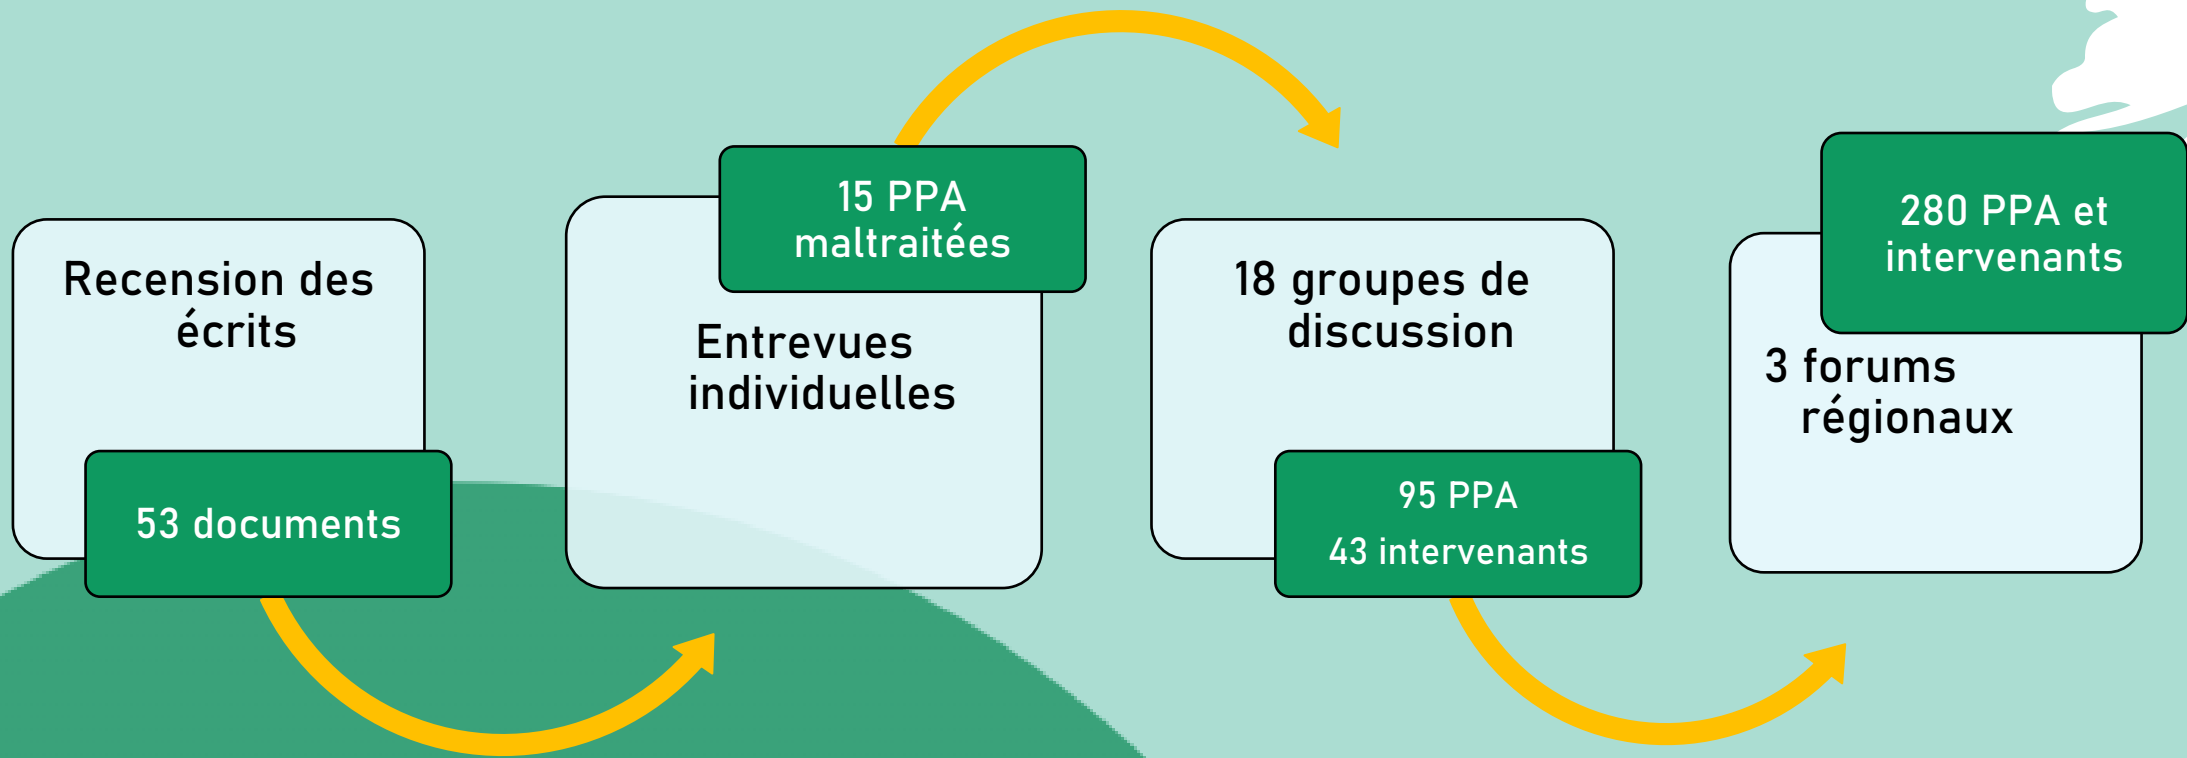 Recension des
écrits
53 documents
15 PPA
maltraitées
Entrevues
individuelles
18 groupes de
discussion
95 PPA
43 intervenants
280 PPA et
intervenants
3 forums
régionaux